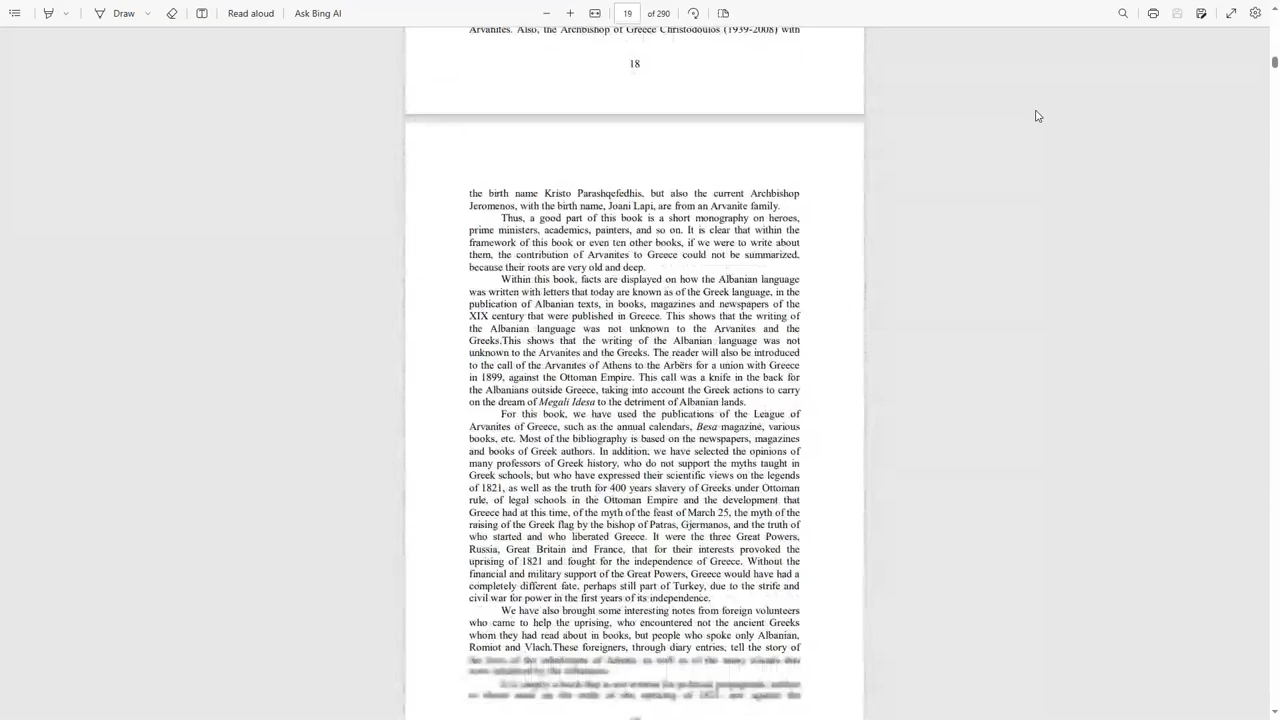 Draw
Read aloud
Ask Bing AI
19 of 290
Arvanites. Also, the Archbishop of Greece Christodoulos (1939-2008) with
18
the birth name Kristo Parashqefedhis, but also the current Archbishop
Jeromenos, with the birth name, Joani Lapi, are from an Arvanite family.
Thus, a good part of this book is a short monography on heroes,
prime ministers, academics, painters, and so on. It is clear that within the
framework of this book or even ten other books, if we were to write about
them, the contribution of Arvanites to Greece could not be summarized,
because their roots are very old and deep.
Within this book, facts are displayed on how the Albanian language
was written with letters that today are known as of the Greek language, in the
publication of Albanian texts, in books, magazines and newspapers of the
XIX century that were published in Greece. This shows that the writing of
the Albanian language was not unknown to the Arvanites and the
Greeks.This shows that the writing of the Albanian language was not
unknown to the Arvanites and the Greeks. The reader will also be introduced
to the call of the Arvanites of Athens to the Arbërs for a union with Greece
in 1899, against the Ottoman Empire. This call was a knife in the back for
the Albanians outside Greece, taking into account the Greek actions to carry
on the dream of Megali Idesa to the detriment of Albanian lands.
For this book, we have used the publications of the League of
Arvanites of Greece, such as the annual calendars, Besa magazine, various
books, etc. Most of the bibliography is based on the newspapers, magazines
and books of Greek authors. In addition, we have selected the opinions of
many professors of Greek history, who do not support the myths taught in
Greek schools, but who have expressed their scientific views on the legends
of 1821, as well as the truth for 400 years slavery of Greeks under Ottoman
rule, of legal schools in the Ottoman Empire and the development that
Greece had at this time, of the myth of the feast of March 25, the myth of the
raising of the Greek flag by the bishop of Patras, Gjermanos, and the truth of
who started and who liberated Greece. It were the three Great Powers,
Russia, Great Britain and France, that for their interests provoked the
uprising of 1821 and fought for the independence of Greece. Without the
financial and military support of the Great Powers, Greece would have had a
completely different fate, perhaps still part of Turkey, due to the strife and
civil war for power in the first years of its independence.
We have also brought some interesting notes from foreign volunteers
who came to help the uprising, who encountered not the ancient Greeks
whom they had read about in books, but people who spoke only Albanian,
Romiot and Vlach.These foreigners, through diary entries, tell the story of